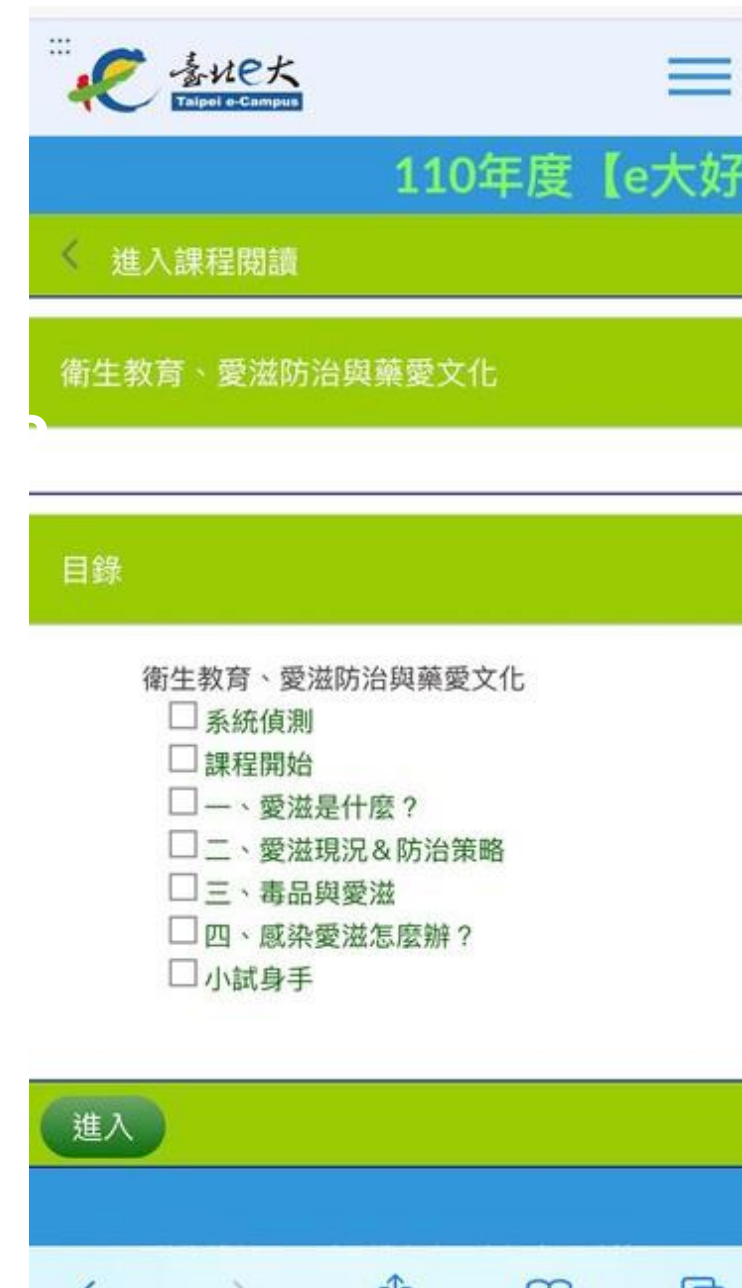 臺北e大
Taipei e-Campus
110年度【e大好
進入課程閱讀
衛生教育、愛滋防治與藥愛文化
目錄
衛生教育、愛滋防治與藥愛文化
系統偵測
課程開始
一、愛滋是什麼？
二、愛滋現況＆防治策略
三、毒品與愛滋
四、感染愛滋怎麼辦？
小試身手
進入